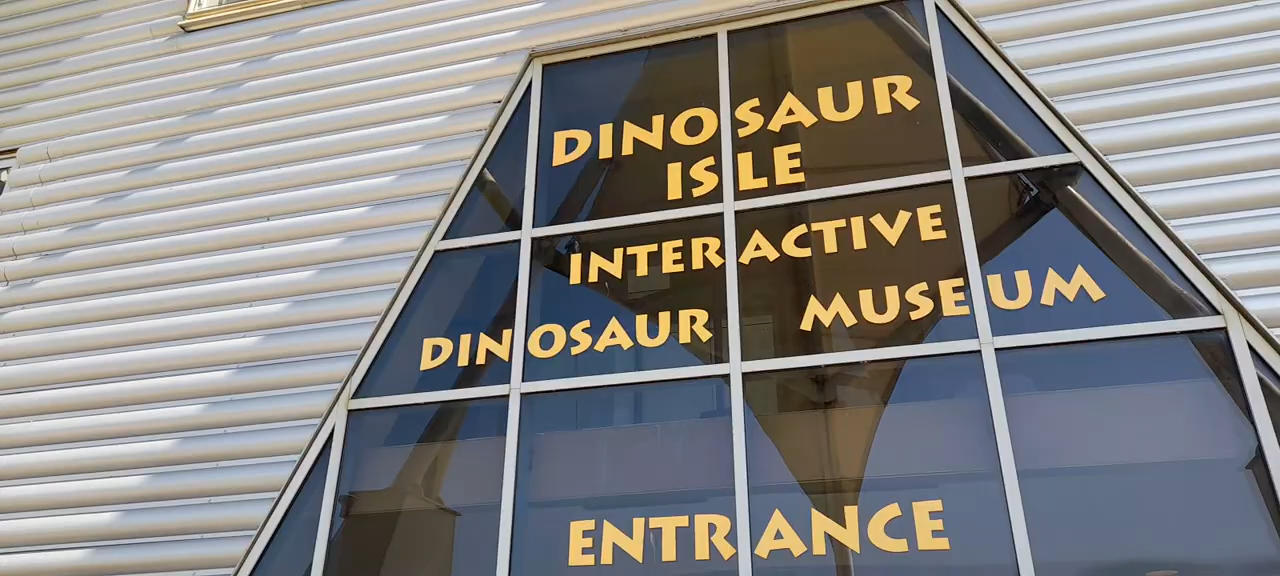 DINOSAUR
ISLE
INTERACTIVE
DINOSAUR MUSEUM
ENTRANCE